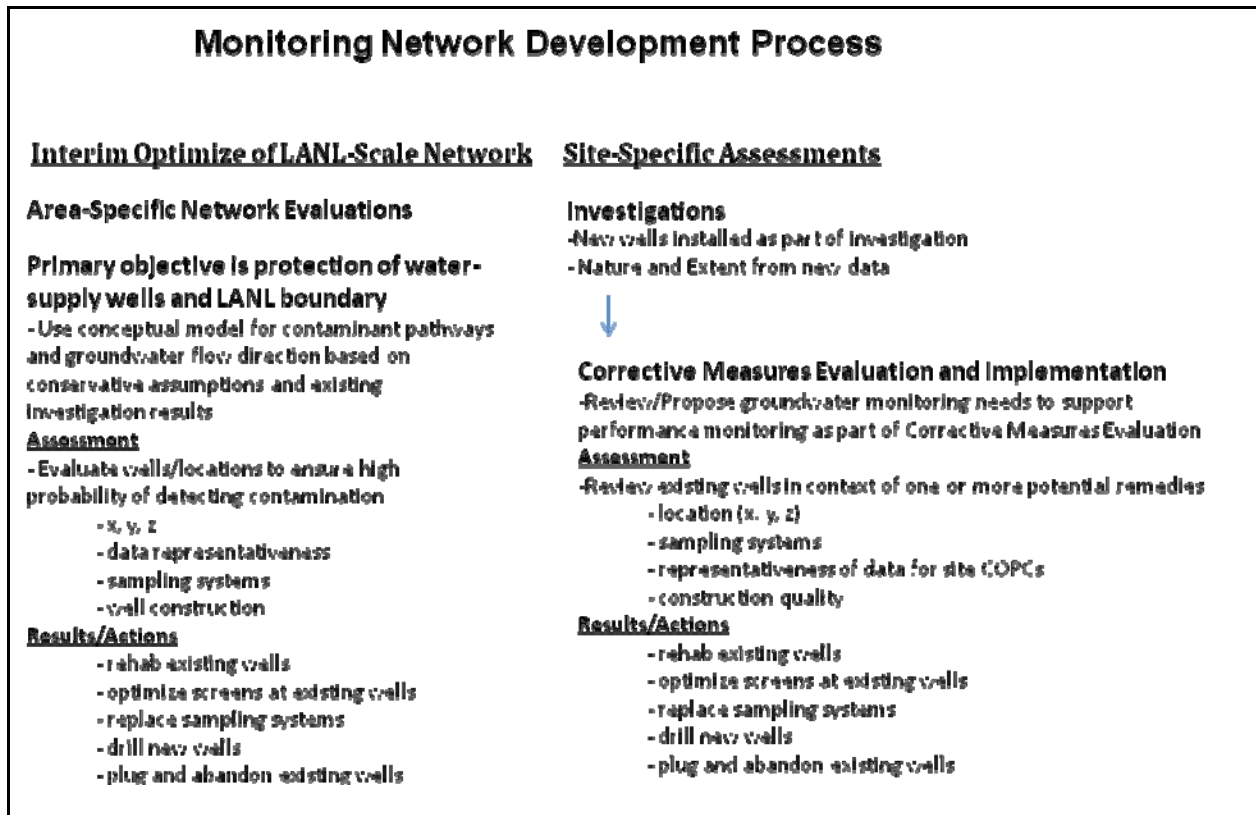 Monitoring Network Development Process
Interim Optimize of LANL-Scale Network
Area-Specific Network Evaluations
Primary objective is protection of water-
supply wells and LANL boundary
-Use conceptual model for contaminant pathways
and groundwater flow direction based on
conservative assumptions and existing
investigation results
Assessment
-Evaluate wells/locations to ensure high
probability of detecting contamination
-x, y, z
-data representativeness
-sampling systems
-well construction
Results/Actions
-rehab existing wells
-optimize screens at existing wells
-replace sampling systems
-drill new wells
-plug and abandon existing wells
Site-Specific Assessments
Investigations
-New wells installed as part of investigation
-Nature and Extent from new data
Corrective Measures Evaluation and Implementation
-Review/Propose groundwater monitoring needs to support
performance monitoring as part of Corrective Measures Evaluation
Assessment
-Review existing wells in context of one or more potential remedies
-location (x. y, z)
-sampling systems
-representativeness of data for site COPCs
-construction quality
Results/Actions
-rehab existing wells
-optimize screens at existing wells
-replace sampling systems
-drill new wells
-plug and abandon existing wells